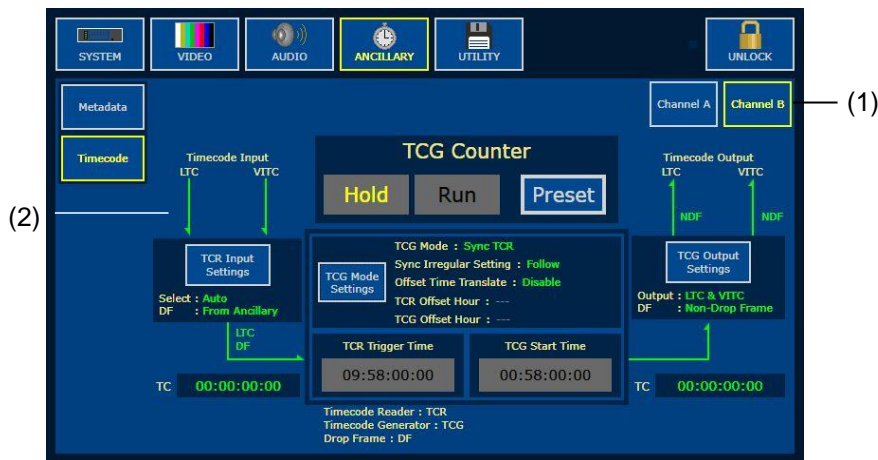 SYSTEM VIDEO AUDIO ANCILLARY UTILITY UNLOCK
Metadata
Channel A Channel B (1)
Timecode
Timecode Input
LTC VITC
TCG Counter
Hold Run Preset
Timecode Output
LTC VITC
NDF NDF
(2)
TCR Input
Settings
Select : Auto
DF : From Ancillary
LTC
DF
TC 00:00:00:00
TCG Mode
Settings
TCG Mode : Sync TCR
Sync Irregular Setting : Follow
Offset Time Translate : Disable
TCR Offset Hour : ---
TCG Offset Hour : ---
TCR Trigger Time
09:58:00:00
TCG Start Time
00:58:00:00
TCG Output
Settings
Output : LTC & VITC
DF : Non-Drop Frame
TC 00:00:00:00
Timecode Reader : TCR
Timecode Generator : TCG
Drop Frame : DF